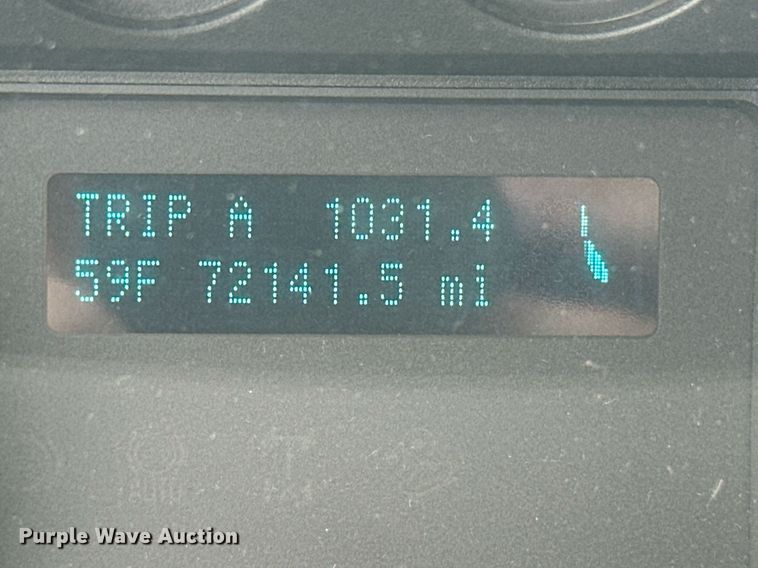 TRIP A 1031.4
59F 72141.5 mi
Purple Wave Auction